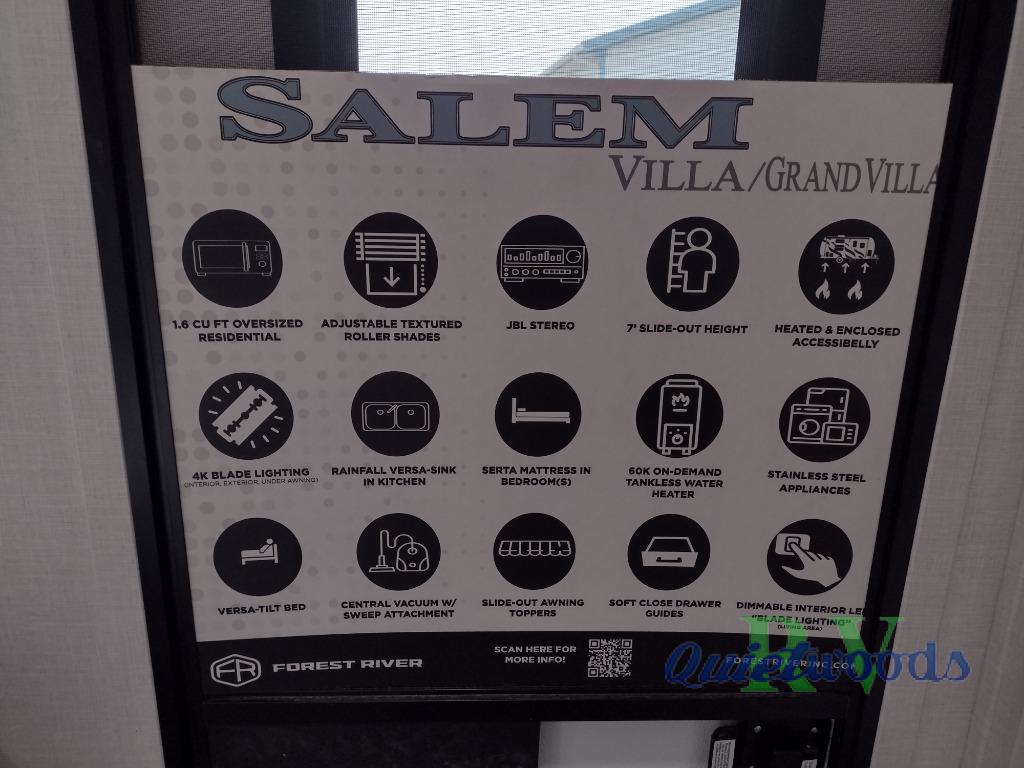 SALEM
VILLA/GRAND VILLA
1.6 CU FT OVERSIZED
RESIDENTIAL
ADJUSTABLE TEXTURED
ROLLER SHADES
JBL STEREO
7' SLIDE-OUT HEIGHT
HEATED & ENCLOSED
ACCESSIBELLY
4K BLADE LIGHTING
(INTERIOR, EXTERIOR, UNDER AWNING)
RAINFALL VERSA-SINK
IN KITCHEN
SERTA MATTRESS IN
BEDROOM(S)
60K ON-DEMAND
TANKLESS WATER
HEATER
STAINLESS STEEL
APPLIANCES
VERSA-TILT BED
CENTRAL VACUUM W/
SWEEP ATTACHMENT
SLIDE-OUT AWNING
TOPPERS
SOFT CLOSE DRAWER
GUIDES
DIMMABLE INTERIOR LE
"BLADE LIGHTING"
(LIVING AREA)
FR FOREST RIVER
SCAN HERE FOR
MORE INFO!
FORESTRIVERINC.COM
Quietwoods RV